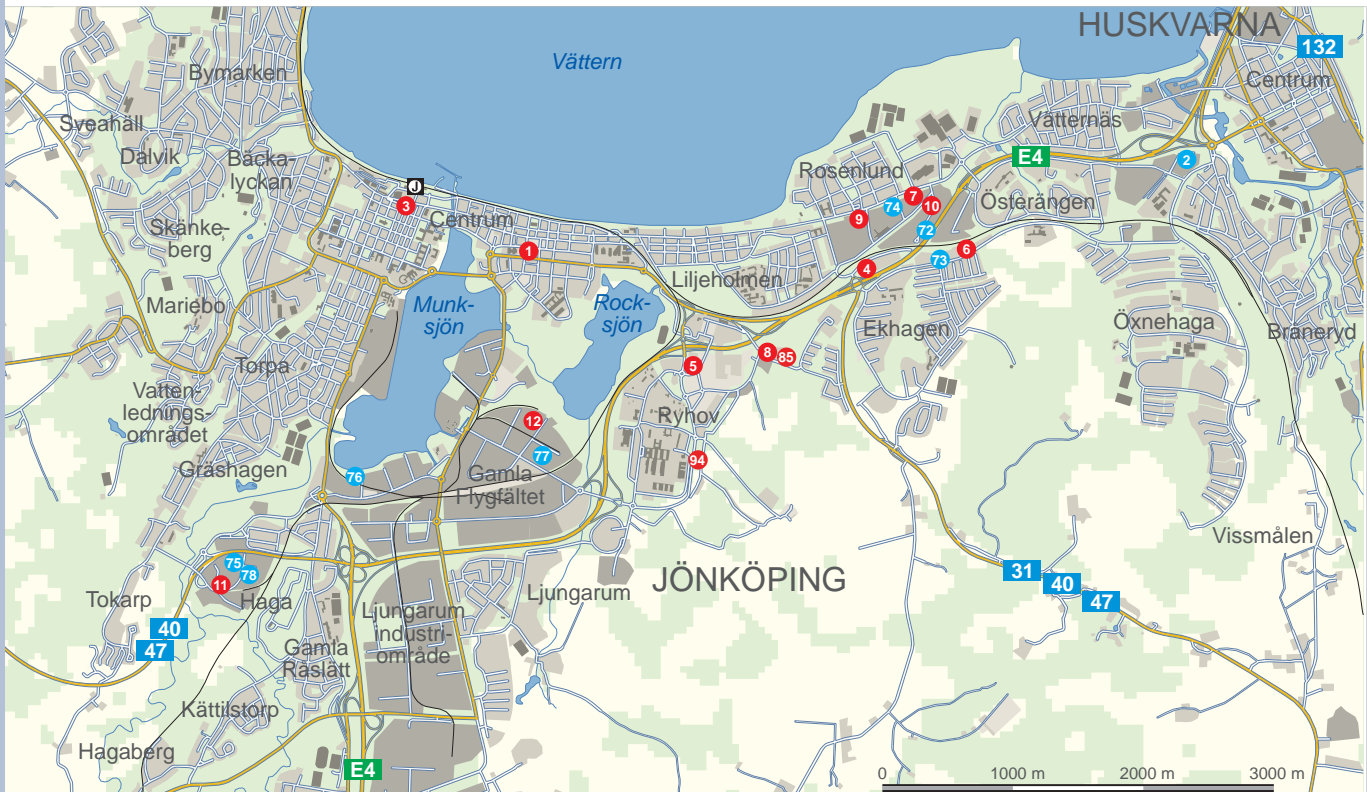 HUSKVARNA
132
Vättern
Bymarken
Centrum
Sveahäll
Vätternäs
Dalvik
Bäcka-
lyckan
E4
2
Rosenlund
J
3
74
7
10
Österängen
9
Skänke-
berg
Centrum
72
1
6
73
4
Liljeholmen
Mariebo
Munk-
sjön
Rock-
sjön
Ekhagen
Öxnehaga
Braneryd
8
85
Torpa
5
Vatten-
lednings-
området
12
Ryhov
77
94
Gräshagen
76
Gamla
Flygfältet
Vissmålen
75
78
11
JÖNKÖPING
31
40
47
Tokarp
Haga
Ljungarum
Ljungarum
industri-
område
40
47
Gamla
Råslätt
Kättilstorp
Hagaberg
E4
0 1000 m 2000 m 3000 m